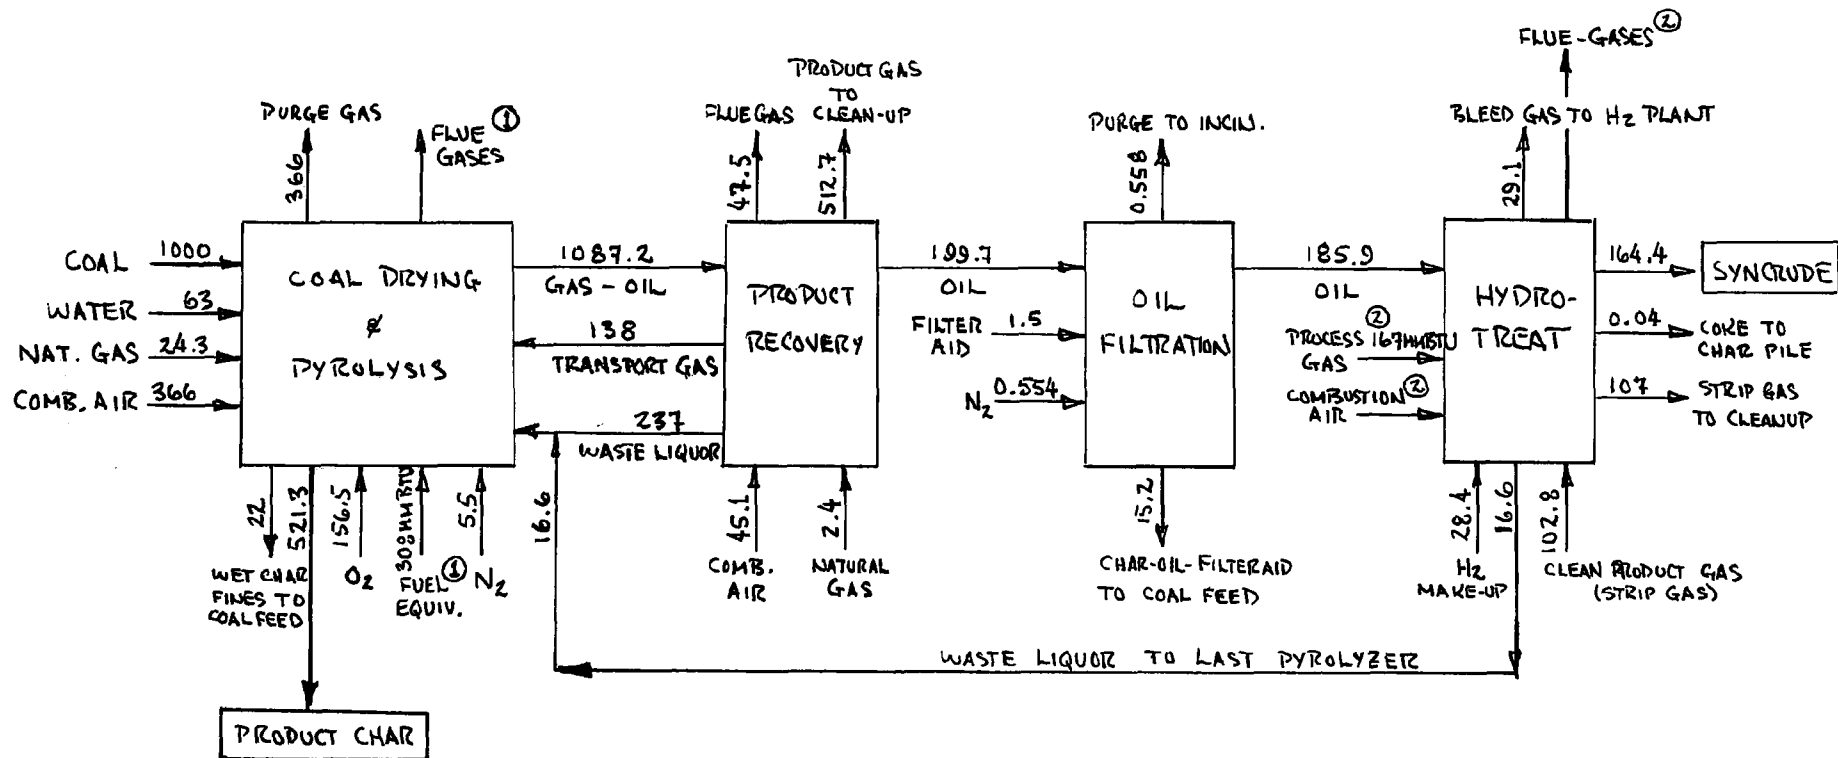 FLUE-GASES ②
PRODUCT GAS
TO
CLEAN-UP
PURGE GAS
FLUE ①
GASES
FLUE GAS
PURGE TO INCIN.
BLEED GAS TO H2 PLANT
366
47.5
512.7
0.558
29.1
COAL 1000
WATER 63
NAT. GAS 24.3
COMB. AIR 366
COAL DRYING
&
PYROLYSIS
1087.2
GAS-OIL
138
TRANSPORT GAS
237
WASTE LIQUOR
PRODUCT
RECOVERY
199.7
OIL
FILTER
AID
1.5
N2 0.554
OIL
FILTRATION
185.9
OIL
PROCESS ② 167MMBTU
GAS
COMBUSTION ②
AIR
HYDRO-
TREAT
164.4
SYNCRUDE
0.04
COKE TO
CHAR PILE
107
STRIP GAS
TO CLEANUP
22
521.3
156.5
308MMBTU
5.5
16.6
45.1
2.4
15.2
28.4
16.6
102.8
WET CHAR
FINES TO
COAL FEED
O2
FUEL ①
EQUIV.
N2
COMB.
AIR
NATURAL
GAS
CHAR-OIL-FILTERAID
TO COAL FEED
H2
MAKE-UP
CLEAN PRODUCT GAS
(STRIP GAS)
WASTE LIQUOR TO LAST PYROLYZER
PRODUCT CHAR